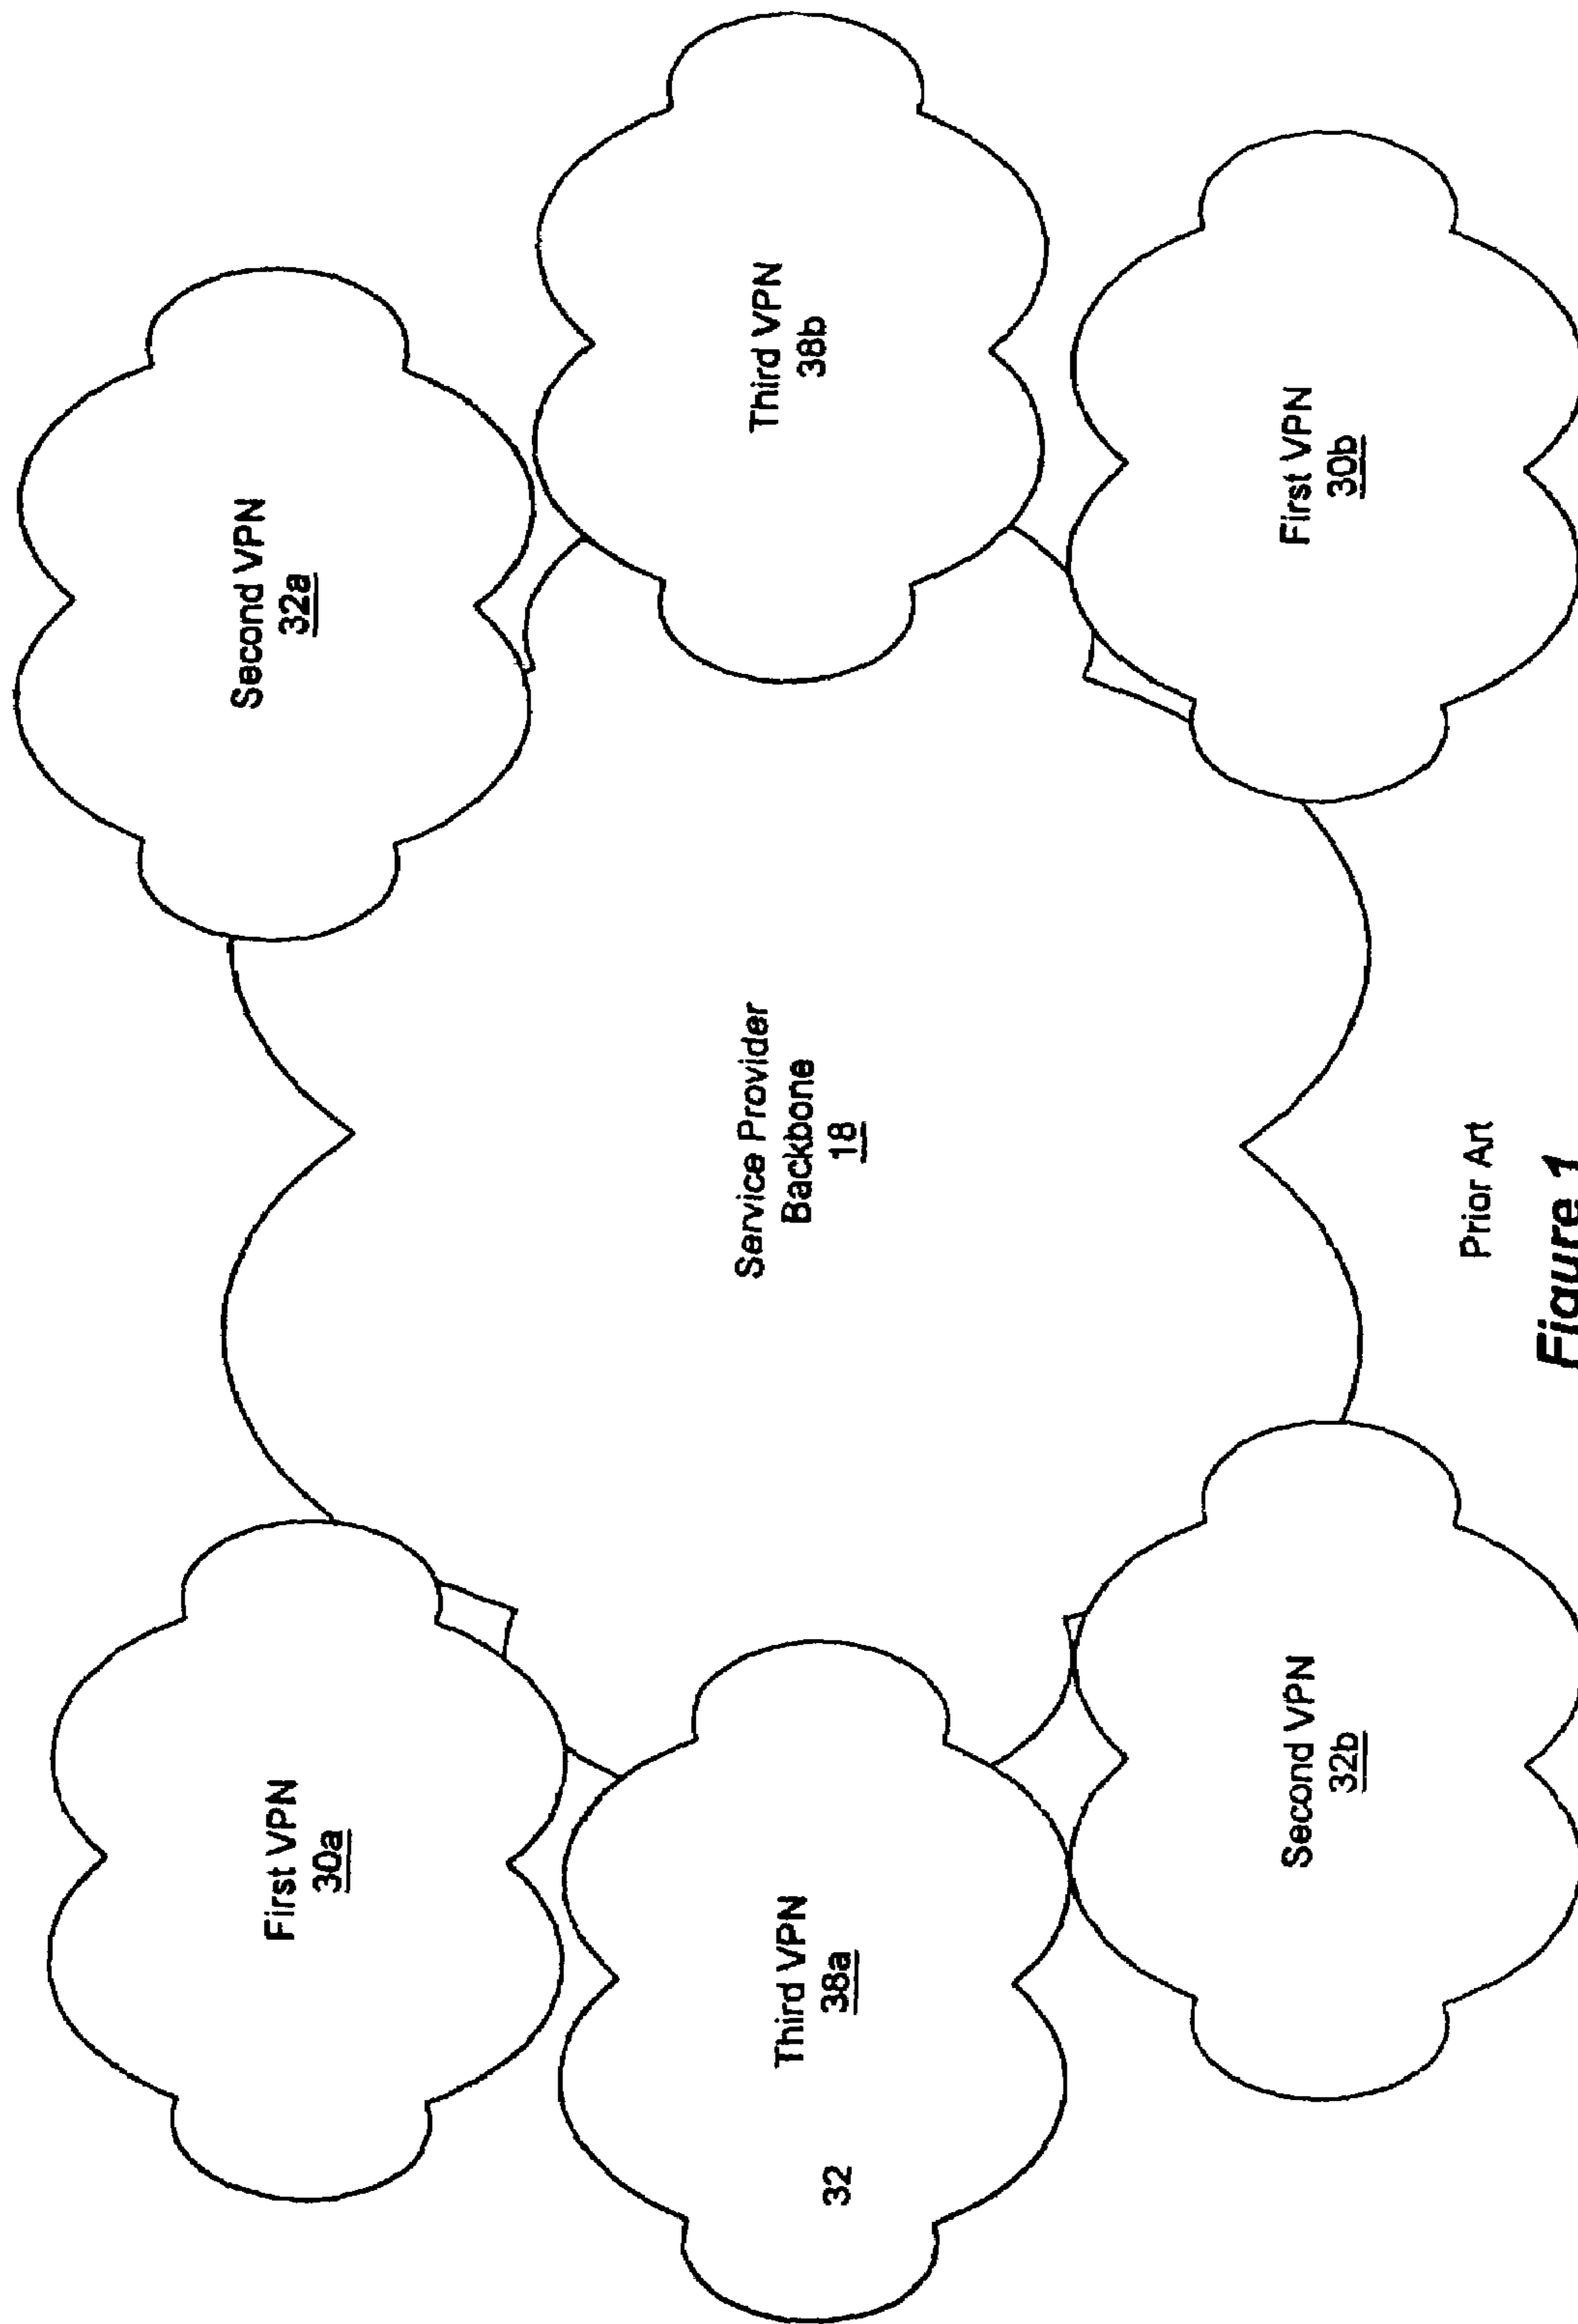 First VPN
30a
Second VPN
32a
Third VPN
32
38a
Service Provider
Backbone
18
Third VPN
38b
Second VPN
32b
First VPN
30b
Prior Art
Figure 1